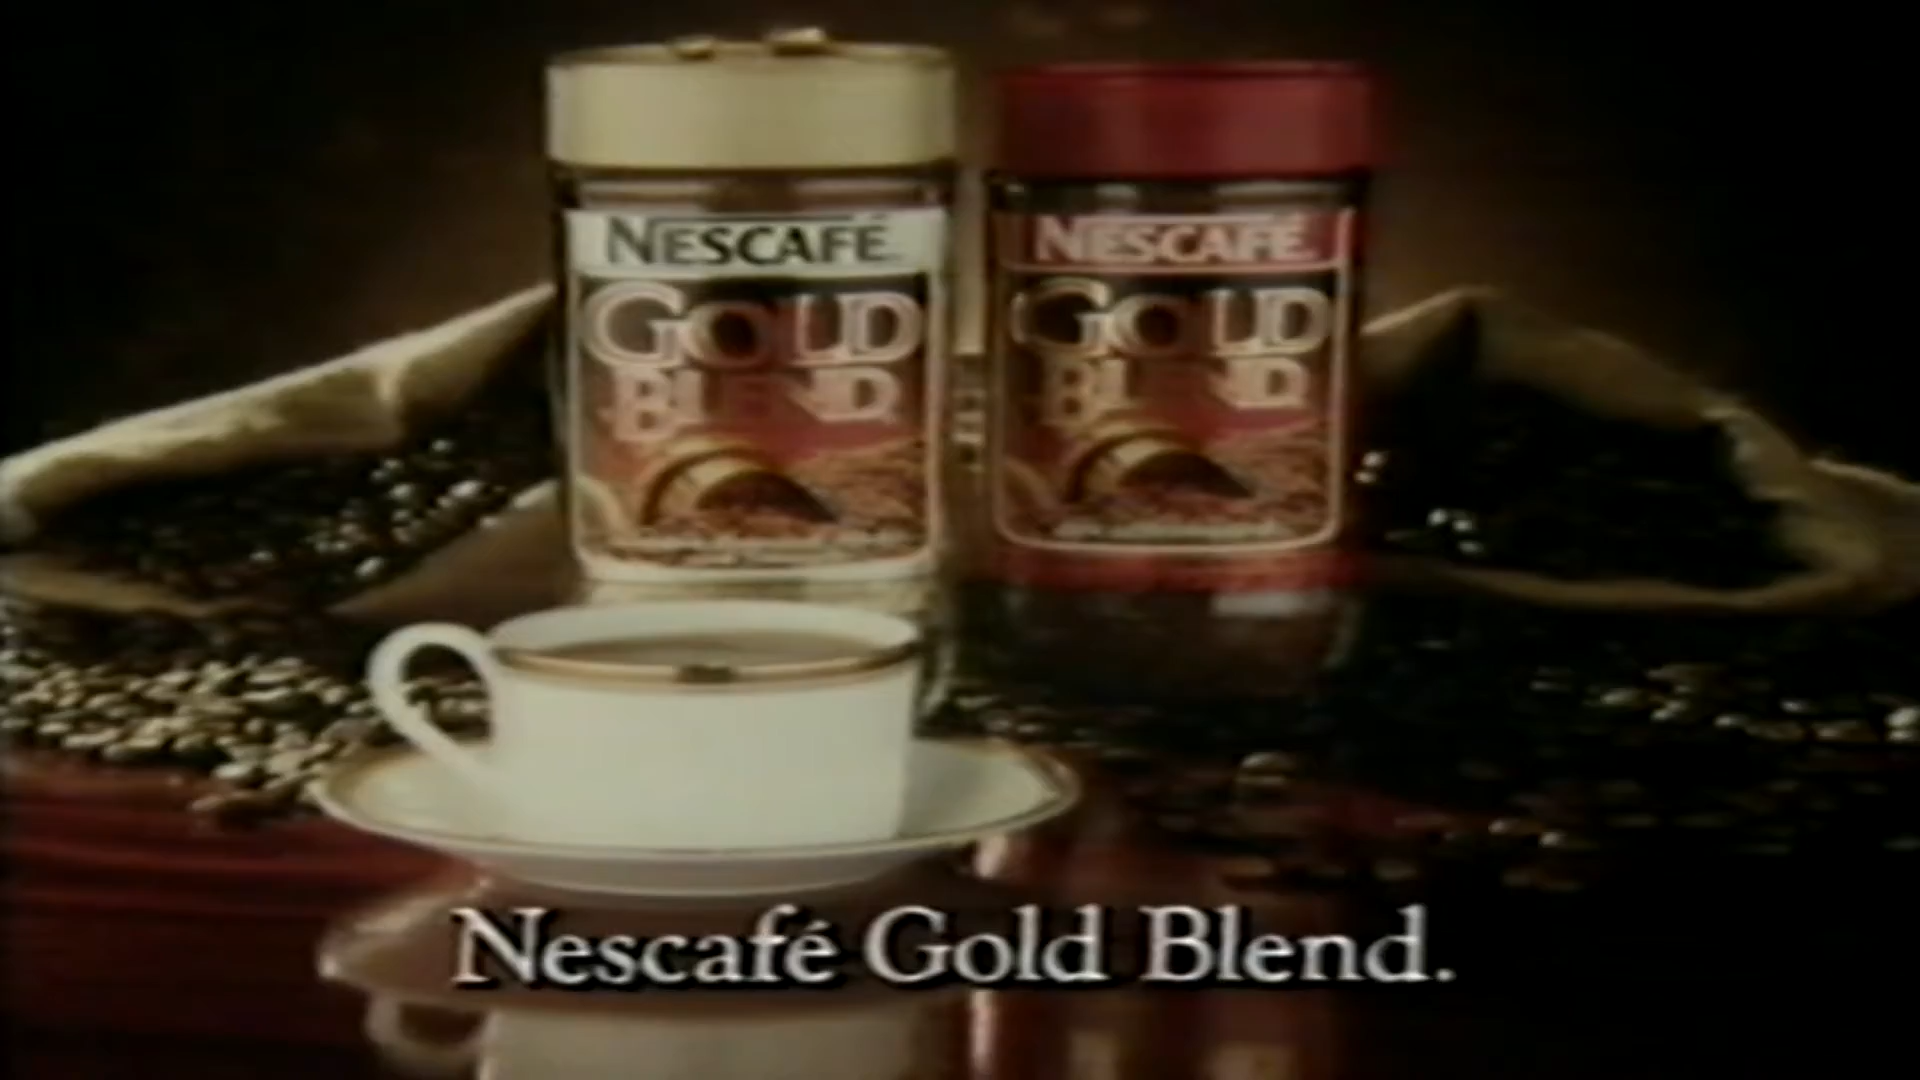 NESCAFÉ
GOLD
BLEND
NESCAFÉ
GOLD
BLEND
Nescafé Gold Blend.